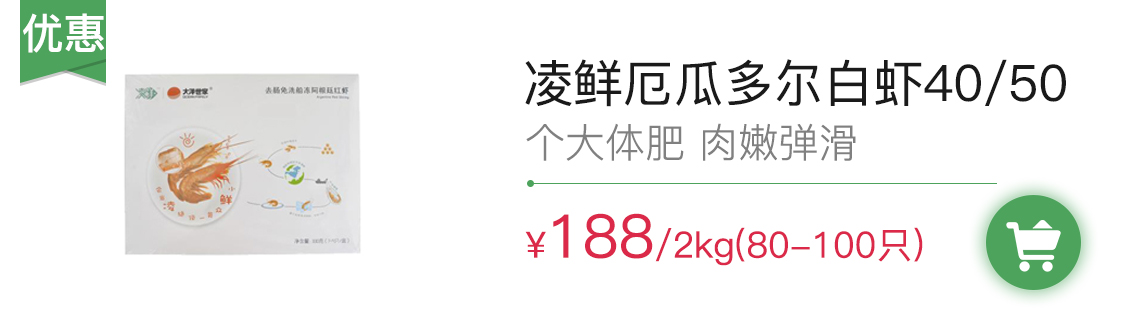 优惠
大洋世家
去肠免洗船冻阿根廷红虾
凌鲜厄瓜多尔白虾40/50
个大体肥 肉嫩弹滑
¥188/2kg(80-100只)